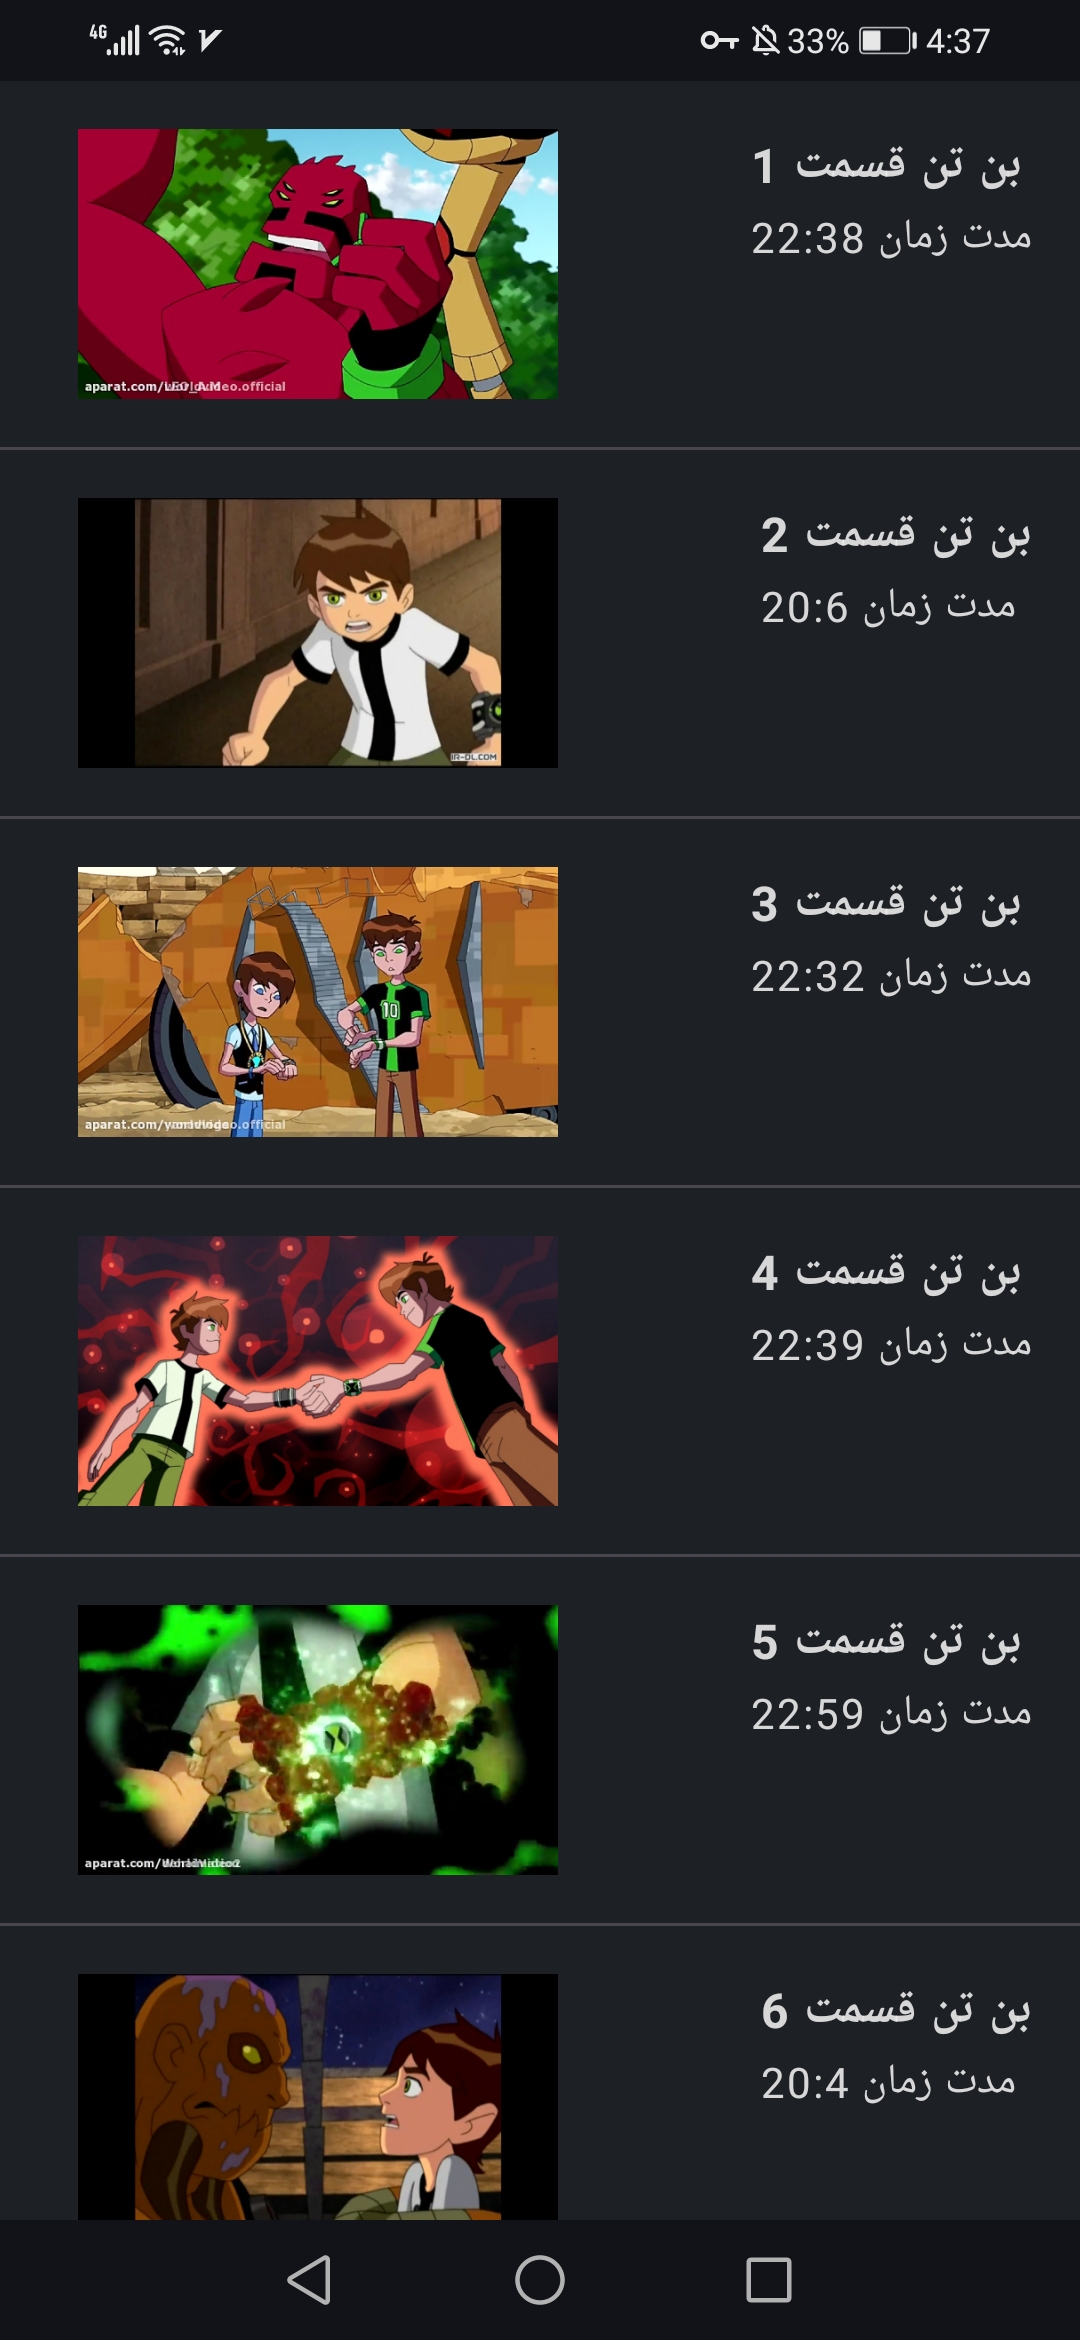 4G
33%
4:37
بن تن قسمت 1
مدت زمان 22:38
aparat.com/
بن تن قسمت 2
مدت زمان 20:6
IR-DL.COM
بن تن قسمت 3
مدت زمان 22:32
10
aparat.com/
بن تن قسمت 4
مدت زمان 22:39
بن تن قسمت 5
مدت زمان 22:59
aparat.com/
بن تن قسمت 6
مدت زمان 20:4